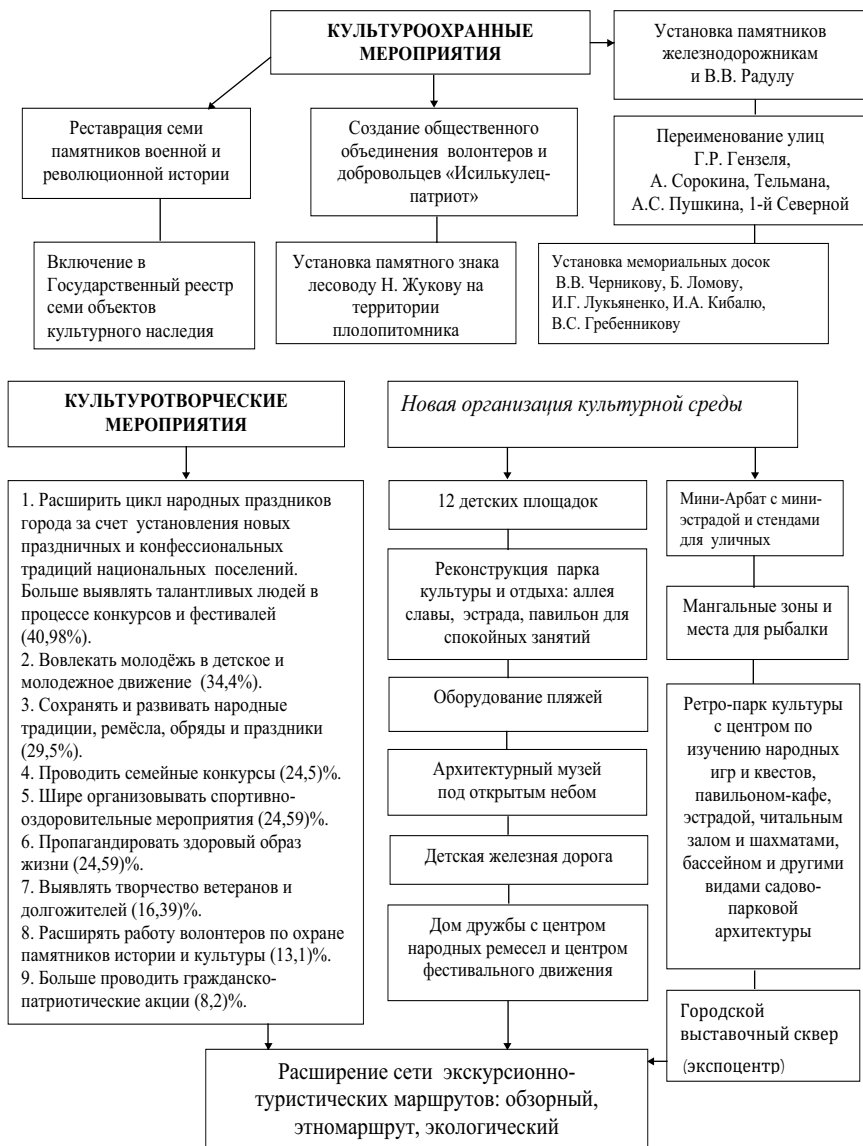 КУЛЬТУРООХРАННЫЕ
МЕРОПРИЯТИЯ
Установка памятников
железнодорожникам
и В.В. Радулу
Реставрация семи
памятников военной и
революционной истории
Создание общественного
объединения волонтеров и
добровольцев «Исилькулец-
патриот»
Переименование улиц
Г.Р. Гензеля,
А. Сорокина, Тельмана,
А.С. Пушкина, 1-й Северной
Включение в
Государственный реестр
семи объектов
культурного наследия
Установка памятного знака
лесоводу Н. Жукову на
территории
плодопитомника
Установка мемориальных досок
В.В. Черникову, Б. Ломову,
И.Г. Лукьяненко, И.А. Кибалю,
В.С. Гребенникову
КУЛЬТУРОТВОРЧЕСКИЕ
МЕРОПРИЯТИЯ
1. Расширить цикл народных праздников
города за счет установления новых
праздничных и конфессиональных
традиций национальных поселений.
Больше выявлять талантливых людей в
процессе конкурсов и фестивалей
(40,98%).
2. Вовлекать молодёжь в детское и
молодежное движение (34,4%).
3. Сохранять и развивать народные
традиции, ремёсла, обряды и праздники
(29,5%).
4. Проводить семейные конкурсы (24,5)%.
5. Шире организовывать спортивно-
оздоровительные мероприятия (24,59)%.
6. Пропагандировать здоровый образ
жизни (24,59)%.
7. Выявлять творчество ветеранов и
долгожителей (16,39)%.
8. Расширять работу волонтеров по охране
памятников истории и культуры (13,1)%.
9. Больше проводить гражданско-
патриотические акции (8,2)%.
Новая организация культурной среды
12 детских площадок
Реконструкция парка
культуры и отдыха: аллея
славы, эстрада, павильон для
спокойных занятий
Оборудование пляжей
Архитектурный музей
под открытым небом
Детская железная дорога
Дом дружбы с центром
народных ремесел и центром
фестивального движения
Мини-Арбат с мини-
эстрадой и стендами
для уличных
Мангальные зоны и
места для рыбалки
Ретро-парк культуры
с центром по
изучению народных
игр и квестов,
павильоном-кафе,
эстрадой, читальным
залом и шахматами,
бассейном и другими
видами садово-
парковой
архитектуры
Городской
выставочный сквер
(экспоцентр)
Расширение сети экскурсионно-
туристических маршрутов: обзорный,
этномаршрут, экологический